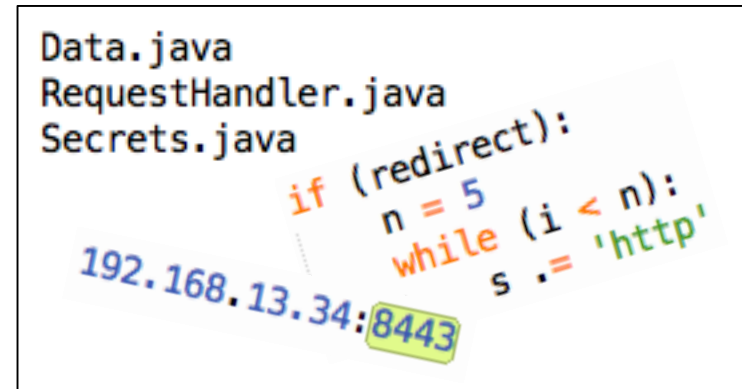 Data.java
RequestHandler.java
Secrets.java
if (redirect):
n = 5
while (i < n):
s .= 'http'
192.168.13.34:8443